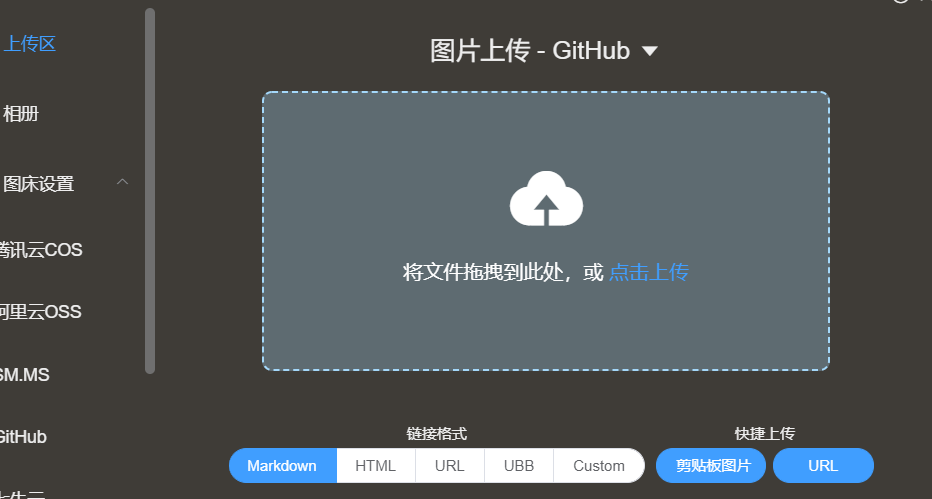 上传区
相册
图床设置
腾讯云COS
阿里云OSS
SM.MS
GitHub
七牛云
图片上传 - GitHub
将文件拖拽到此处，或 点击上传
链接格式
Markdown HTML URL UBB Custom
快捷上传
剪贴板图片 URL